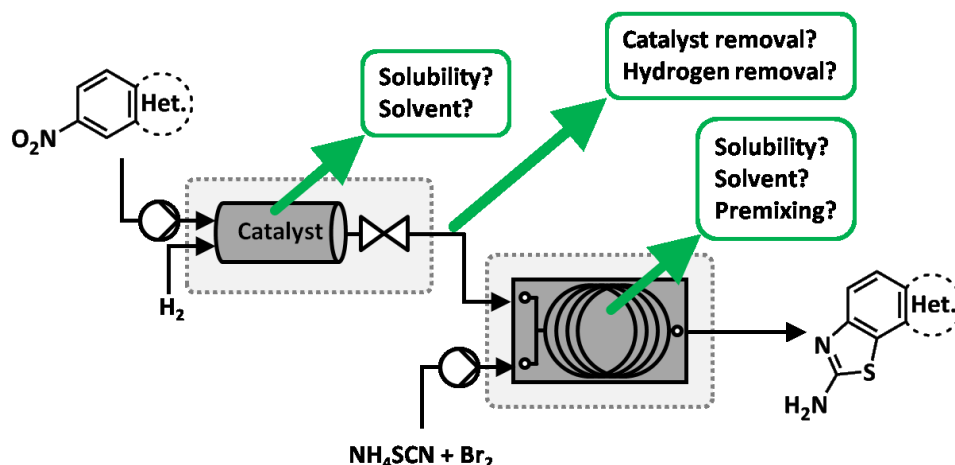 Catalyst removal?
Hydrogen removal?
Solubility?
Solvent?
Het.
O₂N
Solubility?
Solvent?
Premixing?
Catalyst
H₂
Het.
N
S
H₂N
NH₄SCN + Br₂